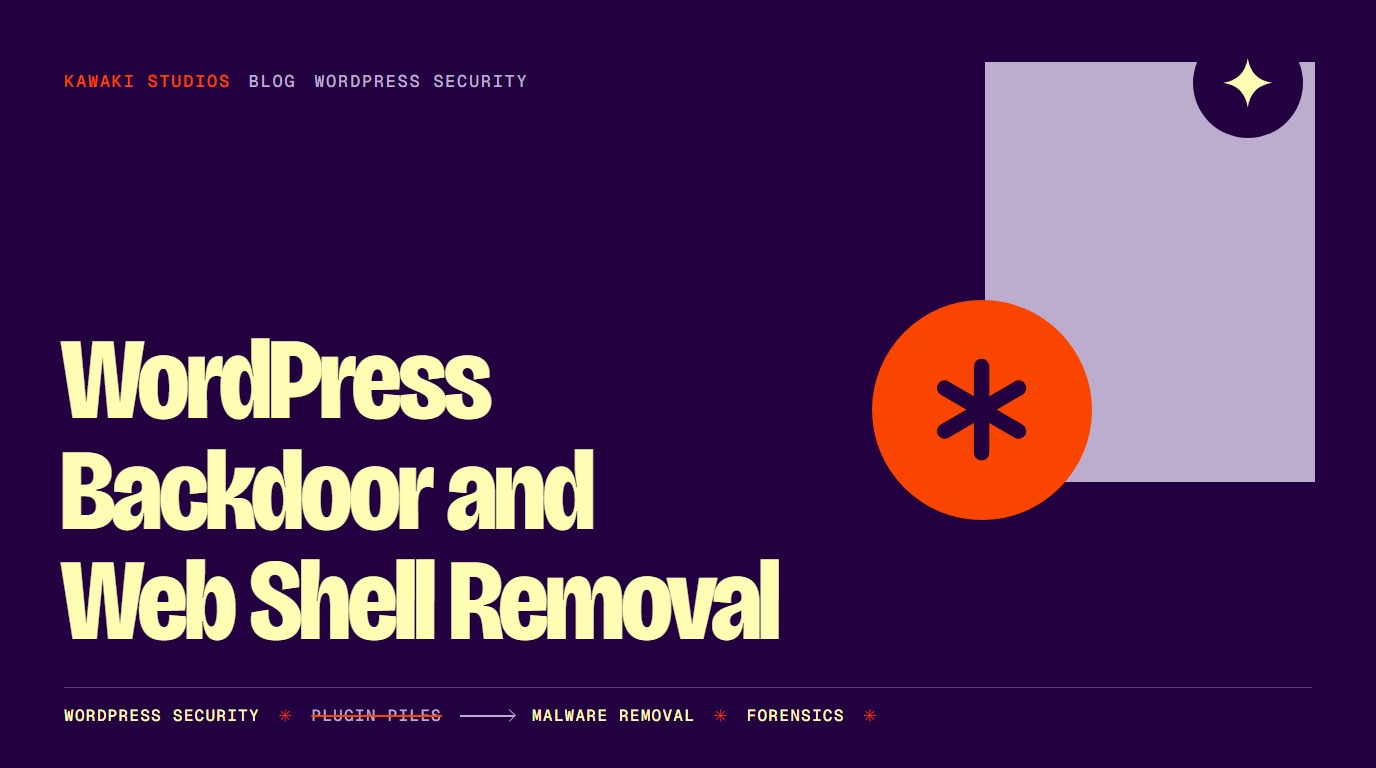 KAWAKI STUDIOS BLOG WORDPRESS SECURITY
WordPress
Backdoor and
Web Shell Removal
WORDPRESS SECURITY ✳ PLUGIN PILES ⟶ MALWARE REMOVAL ✳ FORENSICS ✳